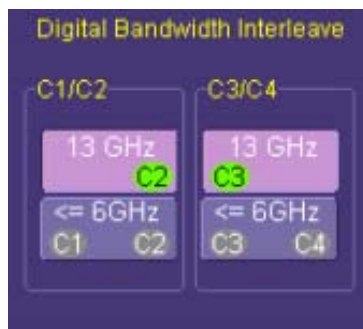 Digital Bandwidth Interleave
C1/C2 C3/C4
13 GHz 13 GHz
C2 C3
<= 6GHz <= 6GHz
C1 C2 C3 C4